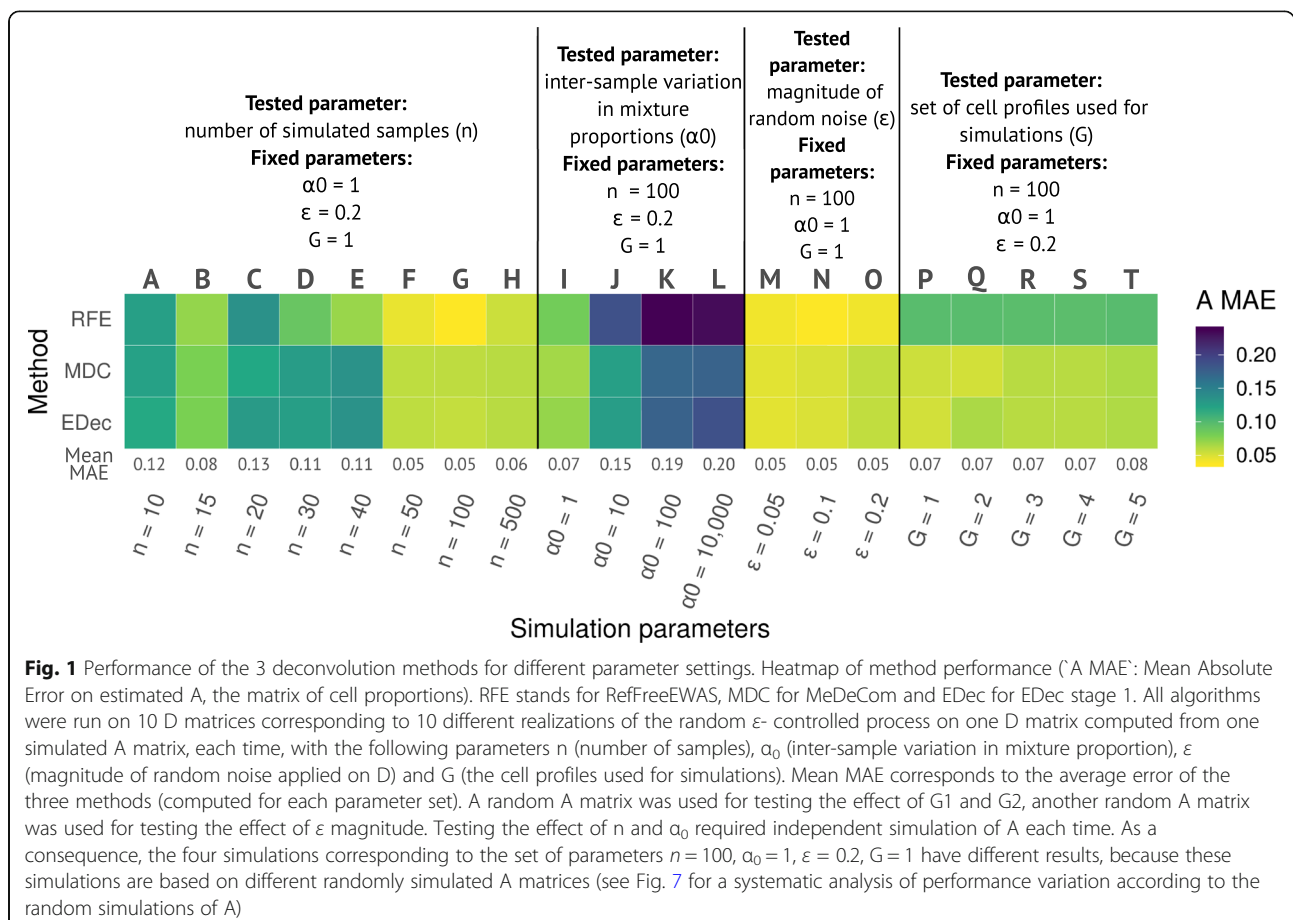 Tested parameter:
number of simulated samples (n)
Fixed parameters:
α0 = 1
ε = 0.2
G = 1
Tested parameter:
inter-sample variation
in mixture
proportions (α0)
Fixed parameters:
n = 100
ε = 0.2
G = 1
Tested
parameter:
magnitude of
random noise (ε)
Fixed
parameters:
n = 100
α0 = 1
G = 1
Tested parameter:
set of cell profiles used for
simulations (G)
Fixed parameters:
n = 100
α0 = 1
ε = 0.2
A B C D E F G H I J K L M N O P Q R S T
Method
RFE
MDC
EDec
Mean
MAE
0.12 0.08 0.13 0.11 0.11 0.05 0.05 0.06 0.07 0.15 0.19 0.20 0.05 0.05 0.05 0.07 0.07 0.07 0.07 0.08
n = 10
n = 15
n = 20
n = 30
n = 40
n = 50
n = 100
n = 500
α0 = 1
α0 = 10
α0 = 100
α0 = 10,000
ε = 0.05
ε = 0.1
ε = 0.2
G = 1
G = 2
G = 3
G = 4
G = 5
Simulation parameters
A MAE
0.20
0.15
0.10
0.05
Fig. 1 Performance of the 3 deconvolution methods for different parameter settings. Heatmap of method performance (`A MAE`: Mean Absolute
Error on estimated A, the matrix of cell proportions). RFE stands for RefFreeEWAS, MDC for MeDeCom and EDec for EDec stage 1. All algorithms
were run on 10 D matrices corresponding to 10 different realizations of the random ε- controlled process on one D matrix computed from one
simulated A matrix, each time, with the following parameters n (number of samples), α₀ (inter-sample variation in mixture proportion), ε
(magnitude of random noise applied on D) and G (the cell profiles used for simulations). Mean MAE corresponds to the average error of the
three methods (computed for each parameter set). A random A matrix was used for testing the effect of G1 and G2, another random A matrix
was used for testing the effect of ε magnitude. Testing the effect of n and α₀ required independent simulation of A each time. As a
consequence, the four simulations corresponding to the set of parameters n = 100, α₀ = 1, ε = 0.2, G = 1 have different results, because these
simulations are based on different randomly simulated A matrices (see Fig. 7 for a systematic analysis of performance variation according to the
random simulations of A)